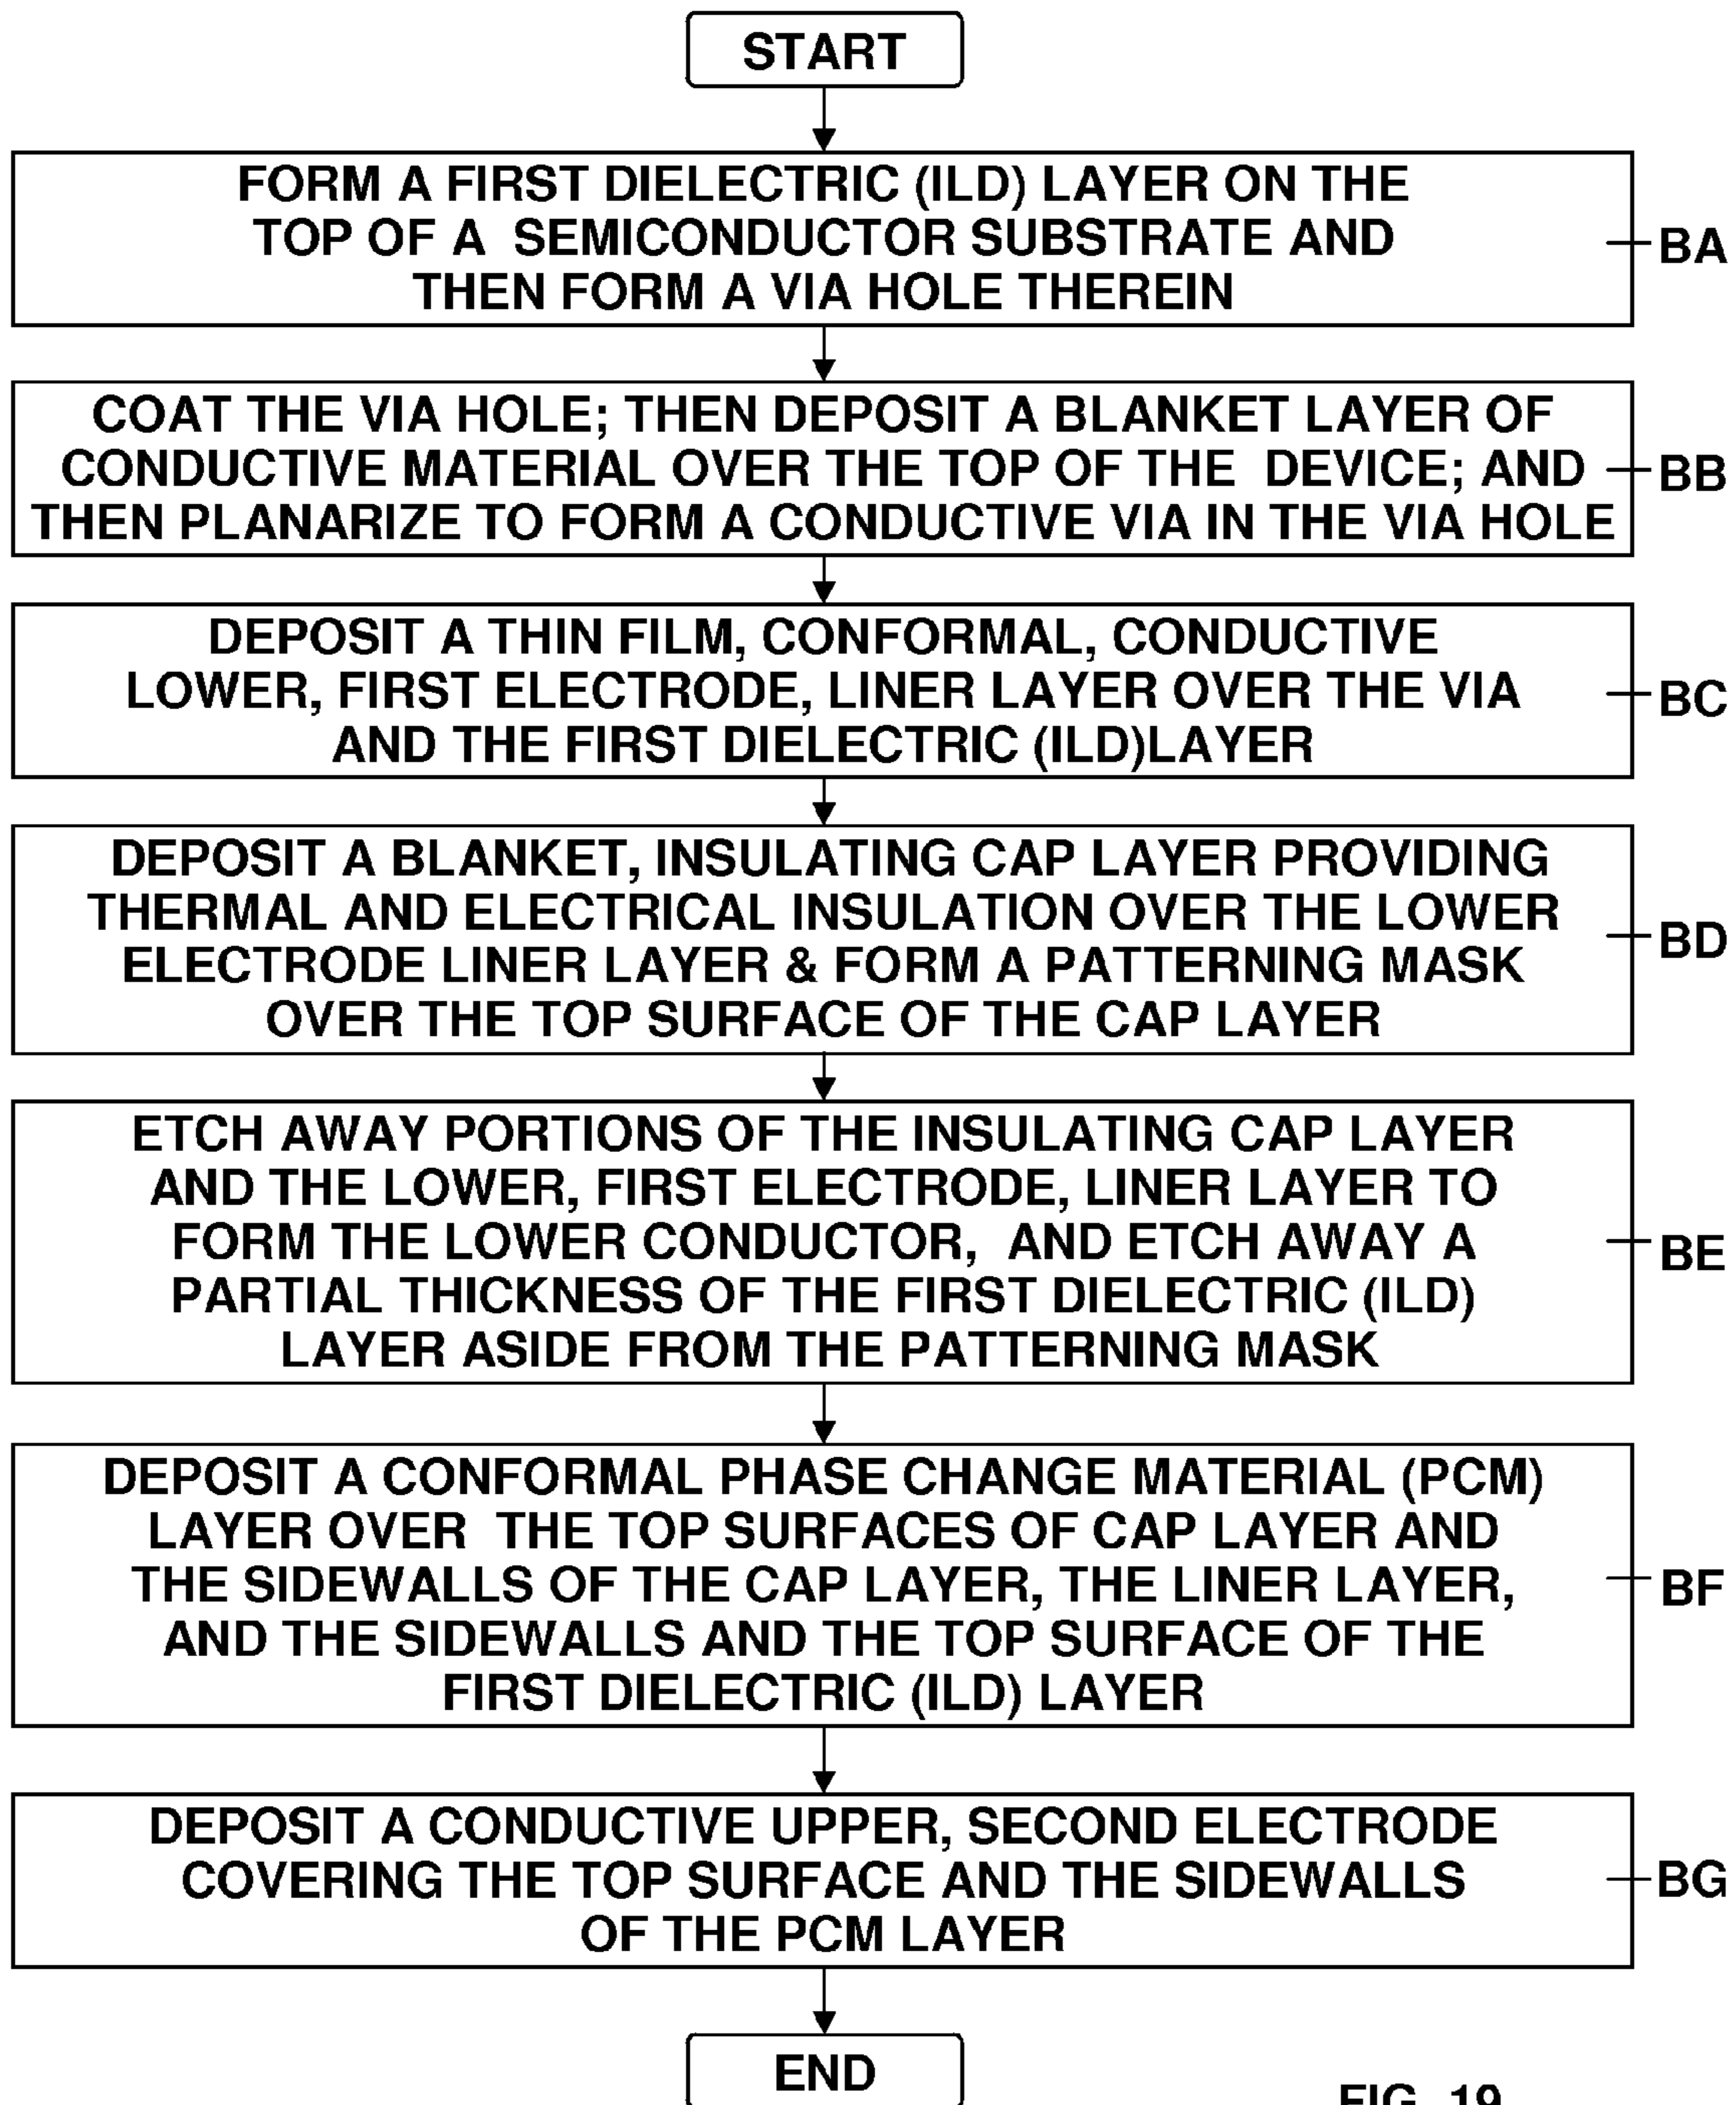 START
FORM A FIRST DIELECTRIC (ILD) LAYER ON THE
TOP OF A SEMICONDUCTOR SUBSTRATE AND
THEN FORM A VIA HOLE THEREIN
BA
COAT THE VIA HOLE; THEN DEPOSIT A BLANKET LAYER OF
CONDUCTIVE MATERIAL OVER THE TOP OF THE DEVICE; AND
THEN PLANARIZE TO FORM A CONDUCTIVE VIA IN THE VIA HOLE
BB
DEPOSIT A THIN FILM, CONFORMAL, CONDUCTIVE
LOWER, FIRST ELECTRODE, LINER LAYER OVER THE VIA
AND THE FIRST DIELECTRIC (ILD)LAYER
BC
DEPOSIT A BLANKET, INSULATING CAP LAYER PROVIDING
THERMAL AND ELECTRICAL INSULATION OVER THE LOWER
ELECTRODE LINER LAYER & FORM A PATTERNING MASK
OVER THE TOP SURFACE OF THE CAP LAYER
BD
ETCH AWAY PORTIONS OF THE INSULATING CAP LAYER
AND THE LOWER, FIRST ELECTRODE, LINER LAYER TO
FORM THE LOWER CONDUCTOR, AND ETCH AWAY A
PARTIAL THICKNESS OF THE FIRST DIELECTRIC (ILD)
LAYER ASIDE FROM THE PATTERNING MASK
BE
DEPOSIT A CONFORMAL PHASE CHANGE MATERIAL (PCM)
LAYER OVER THE TOP SURFACES OF CAP LAYER AND
THE SIDEWALLS OF THE CAP LAYER, THE LINER LAYER,
AND THE SIDEWALLS AND THE TOP SURFACE OF THE
FIRST DIELECTRIC (ILD) LAYER
BF
DEPOSIT A CONDUCTIVE UPPER, SECOND ELECTRODE
COVERING THE TOP SURFACE AND THE SIDEWALLS
OF THE PCM LAYER
BG
END
FIG. 19